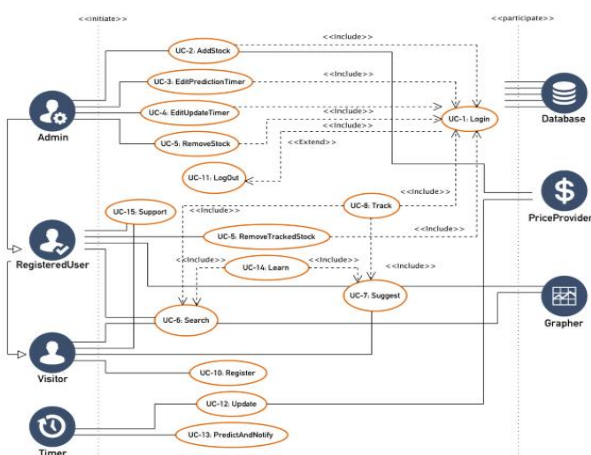 <<initiate>>
<<participate>>
UC-2: AddStock
<<Include>>
UC-3: EditPredictionTimer
<<Include>>
Admin
UC-4: EditUpdateTimer
<<Include>>
UC-1: Login
Database
<<Include>>
UC-5: RemoveStock
<<Extend>>
UC-11: LogOut
UC-15: Support
<<Include>>
UC-8: Track
<<Include>>
PriceProvider
<<Include>>
UC-5: RemoveTrackedStock
RegisteredUser
<<Include>>
UC-14: Learn
<<Include>>
<<Include>>
UC-7: Suggest
UC-6: Search
Grapher
Visitor
UC-10: Register
UC-12: Update
UC-13: PredictAndNotify
Timer